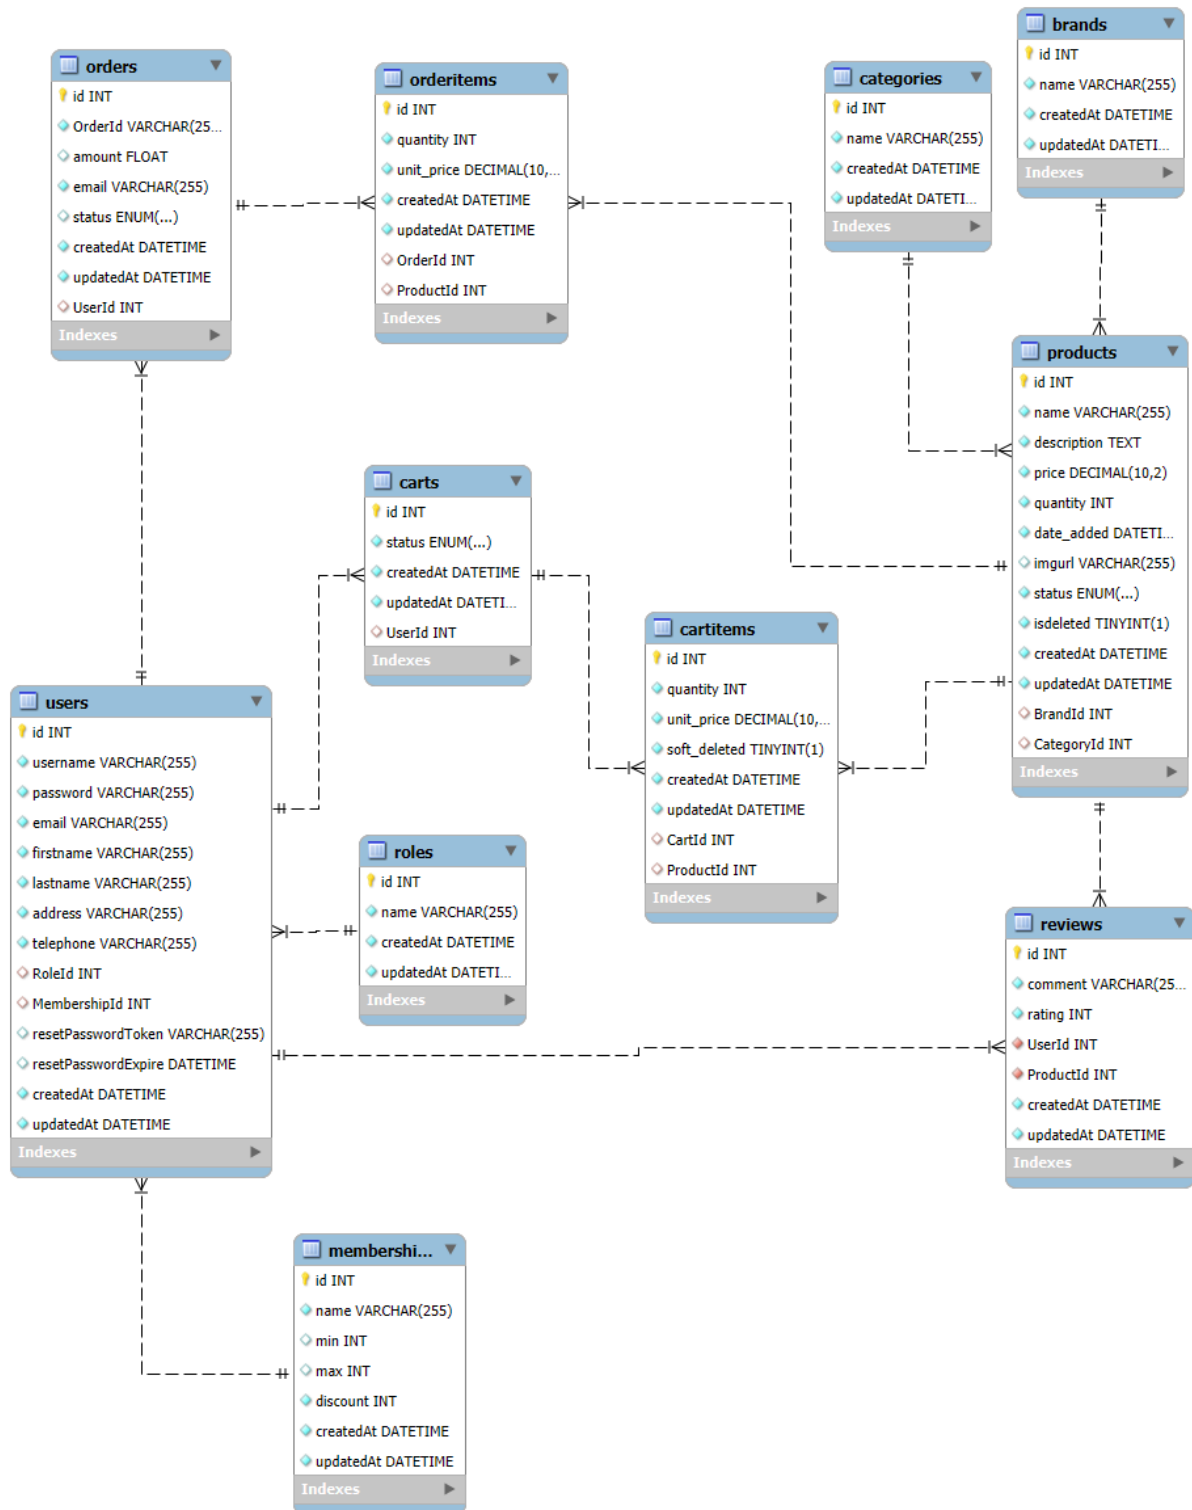 brands
id INT
name VARCHAR(255)
createdAt DATETIME
updatedAt DATETI...
Indexes
orders
id INT
OrderId VARCHAR(25...
amount FLOAT
email VARCHAR(255)
status ENUM(...)
createdAt DATETIME
updatedAt DATETIME
UserId INT
Indexes
orderitems
id INT
quantity INT
unit_price DECIMAL(10,...
createdAt DATETIME
updatedAt DATETIME
OrderId INT
ProductId INT
Indexes
categories
id INT
name VARCHAR(255)
createdAt DATETIME
updatedAt DATETI...
Indexes
products
id INT
name VARCHAR(255)
description TEXT
price DECIMAL(10,2)
quantity INT
date_added DATETI...
imgurl VARCHAR(255)
status ENUM(...)
isdeleted TINYINT(1)
createdAt DATETIME
updatedAt DATETIME
BrandId INT
CategoryId INT
Indexes
carts
id INT
status ENUM(...)
createdAt DATETIME
updatedAt DATETI...
UserId INT
Indexes
cartitems
id INT
quantity INT
unit_price DECIMAL(10,...
soft_deleted TINYINT(1)
createdAt DATETIME
updatedAt DATETIME
CartId INT
ProductId INT
Indexes
users
id INT
username VARCHAR(255)
password VARCHAR(255)
email VARCHAR(255)
firstname VARCHAR(255)
lastname VARCHAR(255)
address VARCHAR(255)
telephone VARCHAR(255)
RoleId INT
MembershipId INT
resetPasswordToken VARCHAR(255)
resetPasswordExpire DATETIME
createdAt DATETIME
updatedAt DATETIME
Indexes
roles
id INT
name VARCHAR(255)
createdAt DATETIME
updatedAt DATETI...
Indexes
reviews
id INT
comment VARCHAR(25...
rating INT
UserId INT
ProductId INT
createdAt DATETIME
updatedAt DATETIME
Indexes
membershi...
id INT
name VARCHAR(255)
min INT
max INT
discount INT
createdAt DATETIME
updatedAt DATETIME
Indexes